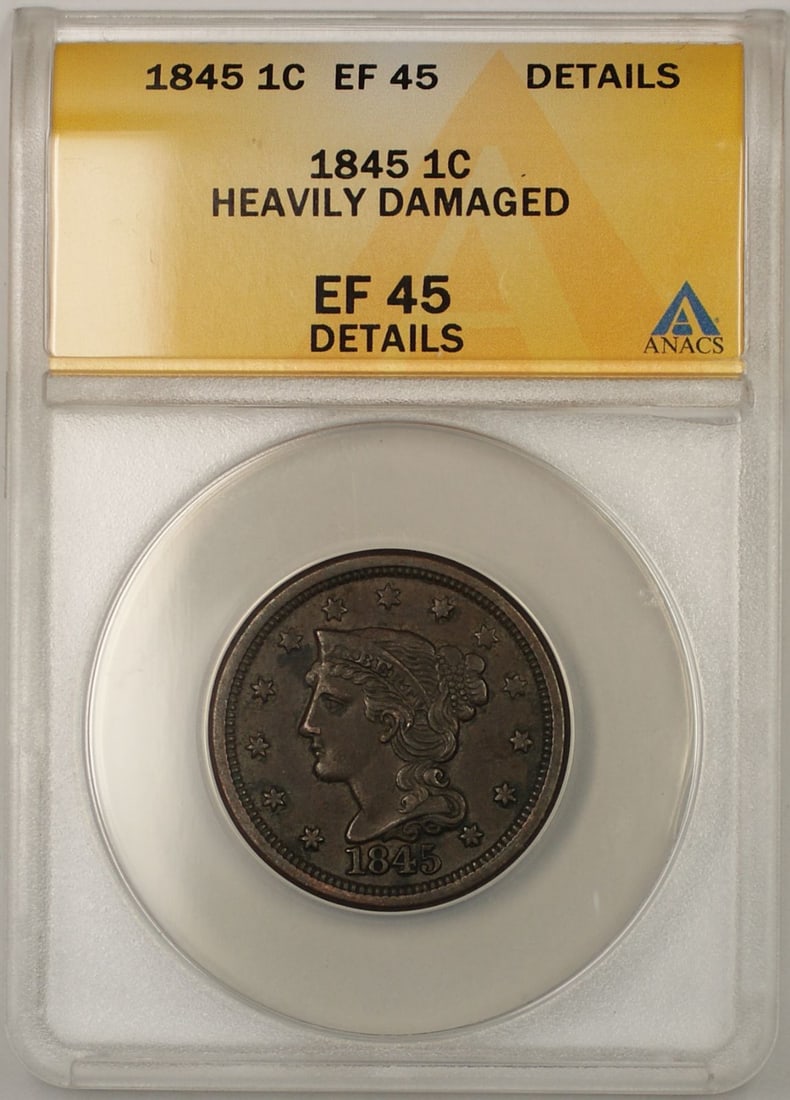 1845 1C EF 45 DETAILS
1845 1C
HEAVILY DAMAGED
EF 45
DETAILS
ANACS
LIBERTY
1845